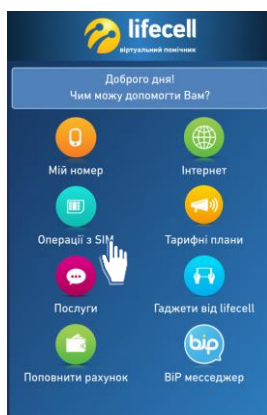 lifecell
віртуальний помічник
Доброго дня!
Чим можу допомогти Вам?
Мій номер
Інтернет
Операції з SIM
Тарифні плани
Послуги
Гаджети від lifecell
bip
Поповнити рахунок
BiP месседжер